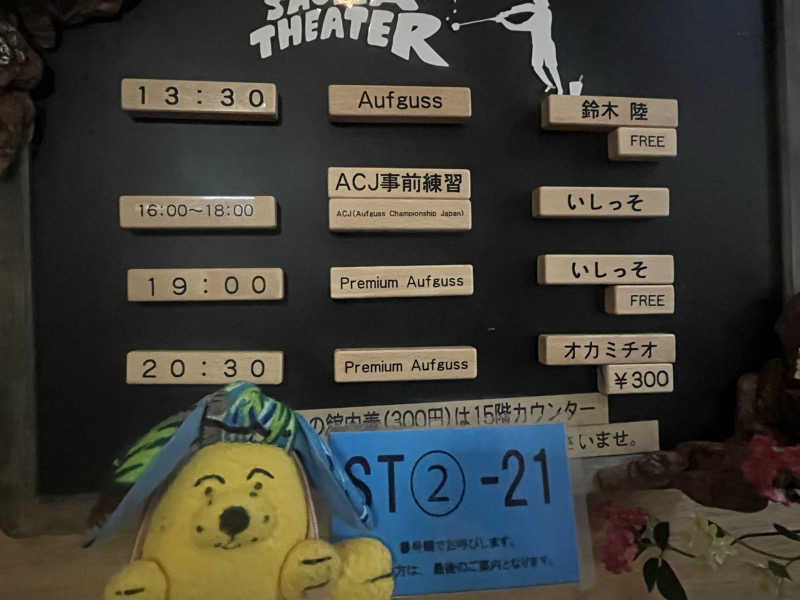 THEATER
13:30 Aufguss 鈴木 陸
FREE
ACJ事前練習
16:00～18:00 ACJ(Aufguss Championship Japan) いしっそ
19:00 Premium Aufguss いしっそ
FREE
20:30 Premium Aufguss オカミチオ
¥300
の館内券(300円)は15階カウンター
いませ。
ST②-21
番号順でお呼びします。
方は、最後のご案内となります。